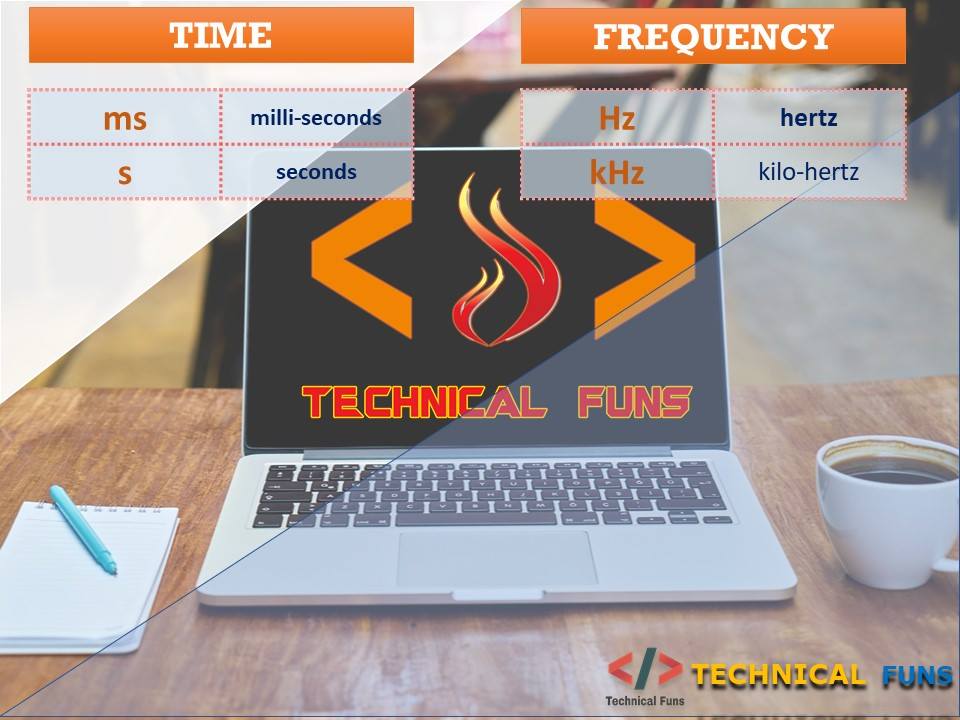 TIME
ms milli-seconds
s seconds
FREQUENCY
Hz hertz
kHz kilo-hertz
< >
TECHNICAL FUNS
</> TECHNICAL FUNS
Technical Funs